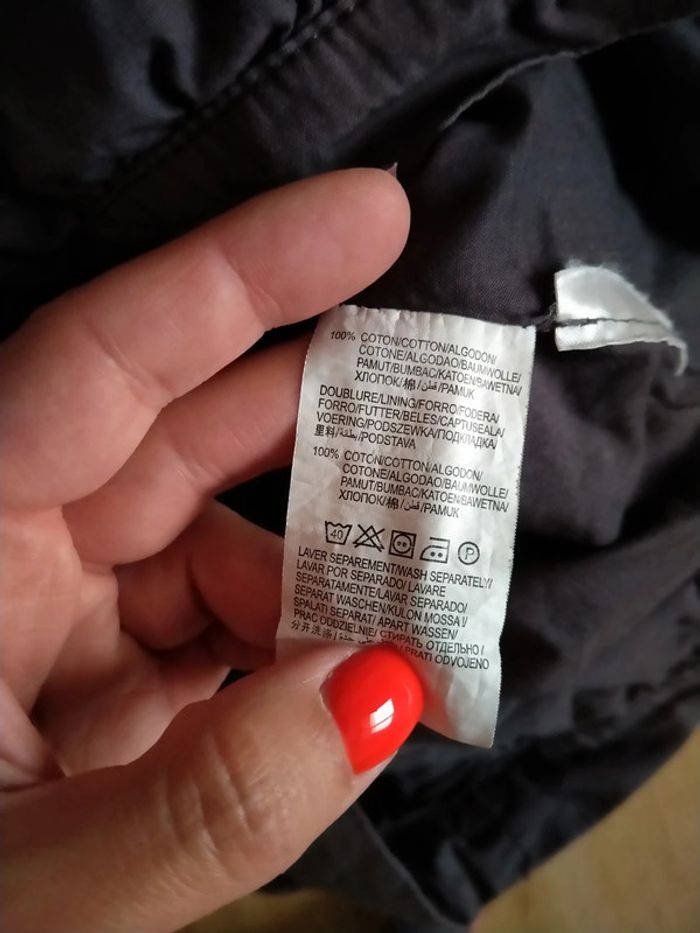 100% COTON/COTTON/ALGODON/
COTONE/ALGODAO/BAUMWOLLE/
PAMUT/BUMBAC/KATOEN/BAWETNA/
ХЛОПОК/棉/قطن/PAMUK
DOUBLURE/LINING/FORRO/FODERA/
FORRO/FUTTER/BELES/CAPTUSEALA/
VOERING/PODSZEWKA/ПОДКЛАДКА/
里料/بطانة/PODSTAVA
100% COTON/COTTON/ALGODON/
COTONE/ALGODAO/BAUMWOLLE/
PAMUT/BUMBAC/KATOEN/BAWETNA/
ХЛОПОК/棉/قطن/PAMUK
40 P
LAVER SEPAREMENT/WASH SEPARATELY/
LAVAR POR SEPARADO/ LAVARE
SEPARATAMENTE/LAVAR SEPARADO/
SEPARAT WASCHEN/KULON MOSSA I/
SPALATI SEPARAT/ APART WASSEN/
PRAC ODDZIELNIE/ СТИРАТЬ ОТДЕЛЬНО /
分开洗涤/ على حدة /PRATI ODVOJENO